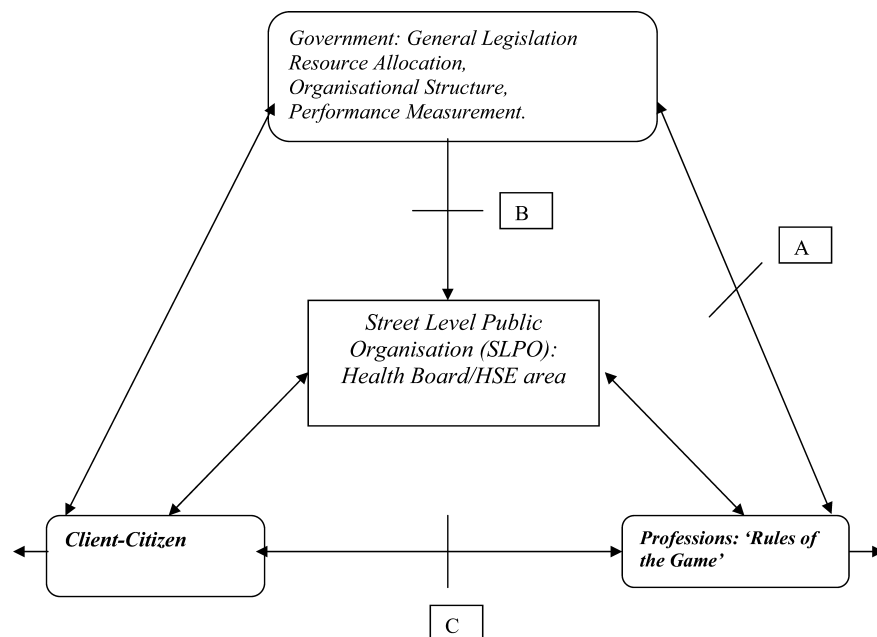 Government: General Legislation
Resource Allocation,
Organisational Structure,
Performance Measurement.
B
A
Street Level Public
Organisation (SLPO):
Health Board/HSE area
Client-Citizen
Professions: ‘Rules of
the Game’
C